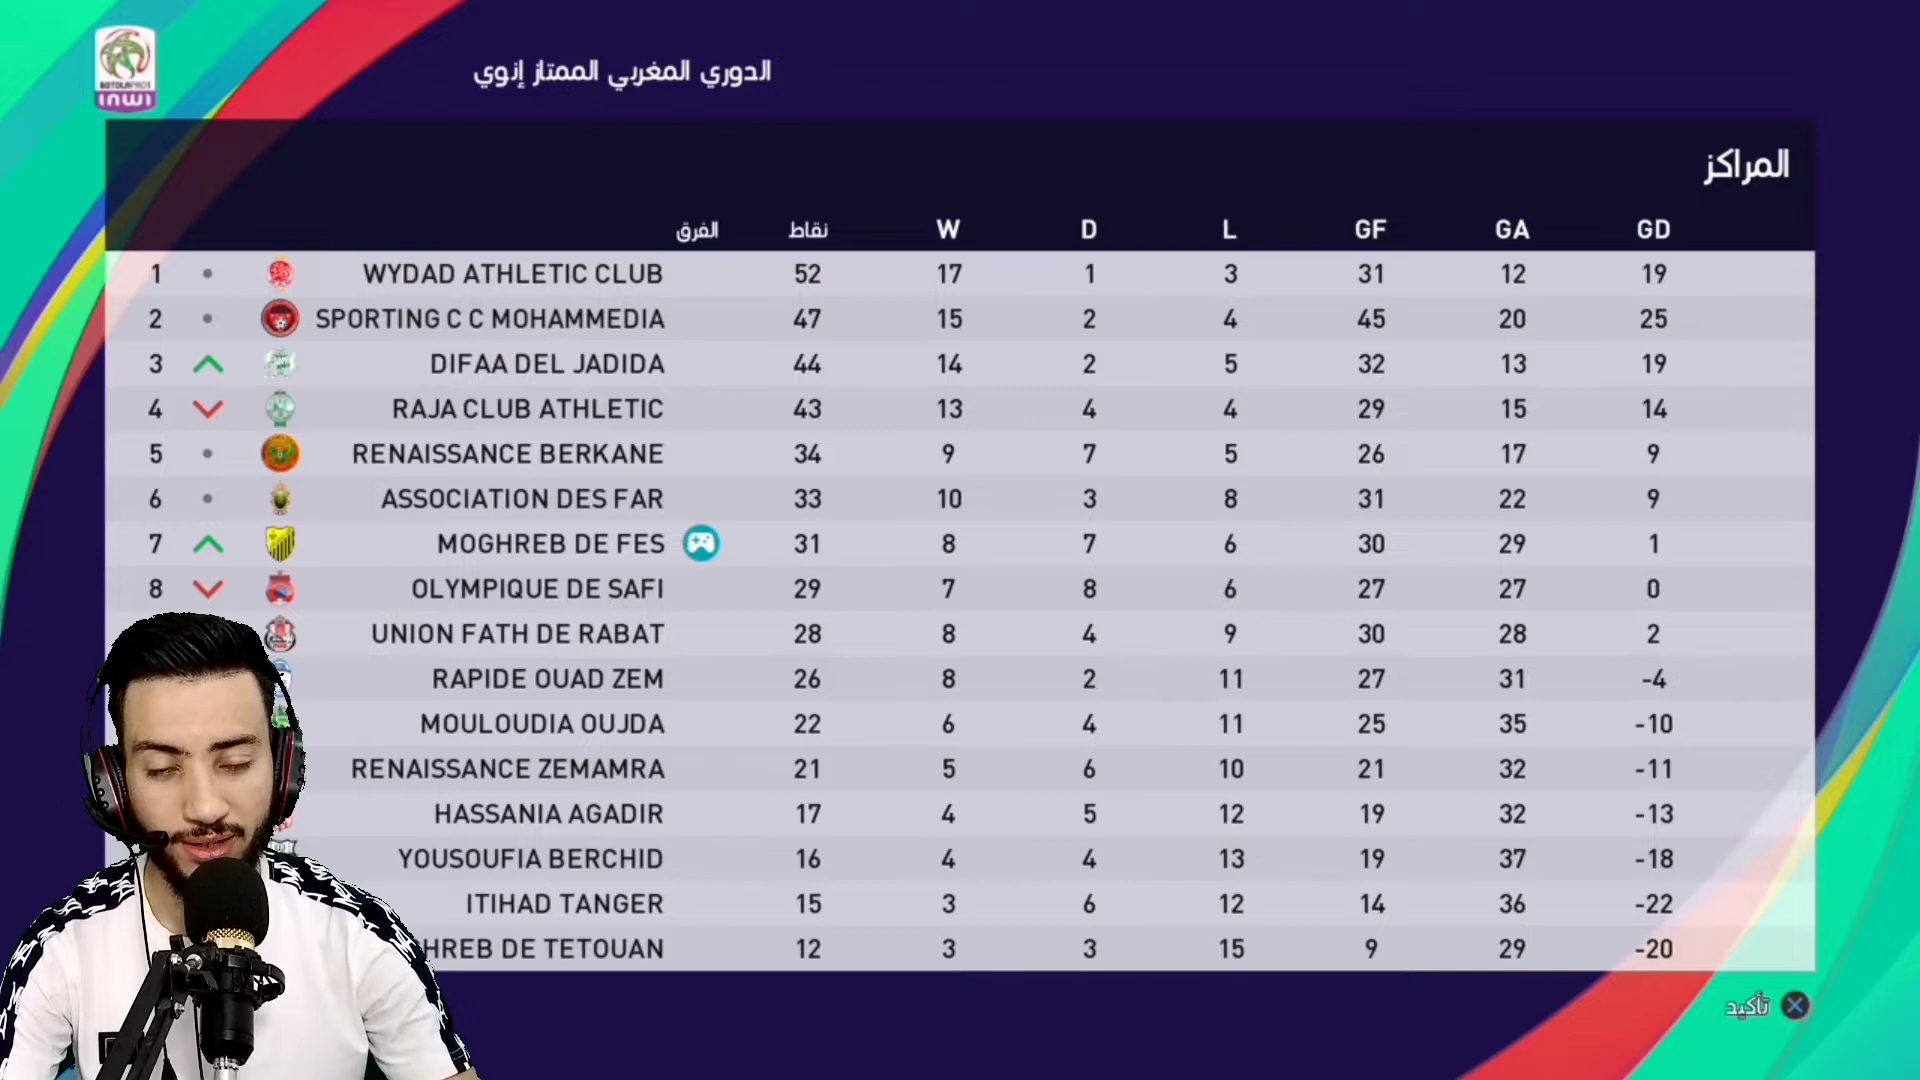 BOTOLA PRO1
inwi
الدوري المغربي الممتاز إنوي
المراكز
الفرق نقاط W D L GF GA GD
1 WYDAD ATHLETIC CLUB 52 17 1 3 31 12 19
2 SPORTING C C MOHAMMEDIA 47 15 2 4 45 20 25
3 DIFAA DEL JADIDA 44 14 2 5 32 13 19
4 RAJA CLUB ATHLETIC 43 13 4 4 29 15 14
5 RENAISSANCE BERKANE 34 9 7 5 26 17 9
6 ASSOCIATION DES FAR 33 10 3 8 31 22 9
7 MOGHREB DE FES 31 8 7 6 30 29 1
8 OLYMPIQUE DE SAFI 29 7 8 6 27 27 0
UNION FATH DE RABAT 28 8 4 9 30 28 2
RAPIDE OUAD ZEM 26 8 2 11 27 31 -4
MOULOUDIA OUJDA 22 6 4 11 25 35 -10
RENAISSANCE ZEMAMRA 21 5 6 10 21 32 -11
HASSANIA AGADIR 17 4 5 12 19 32 -13
YOUSOUFIA BERCHID 16 4 4 13 19 37 -18
ITIHAD TANGER 15 3 6 12 14 36 -22
HREB DE TETOUAN 12 3 3 15 9 29 -20
تأكيد